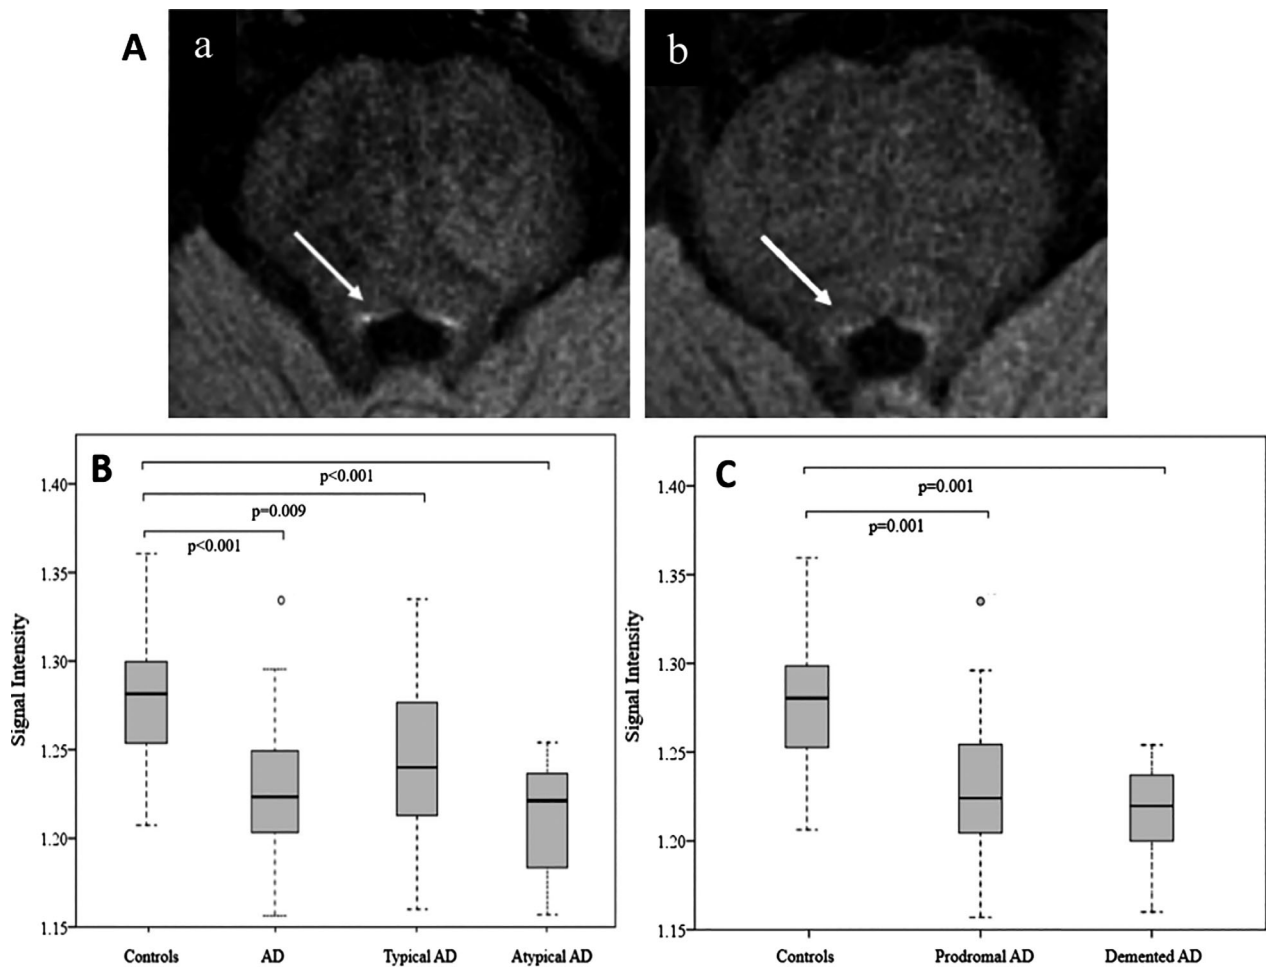 A
a
b
B
p<0.001
p=0.009
p<0.001
1.40
1.35
1.30
1.25
1.20
1.15
Signal Intensity
Controls AD Typical AD Atypical AD
C
p=0.001
p=0.001
1.40
1.35
1.30
1.25
1.20
1.15
Signal Intensity
Controls Prodromal AD Demented AD